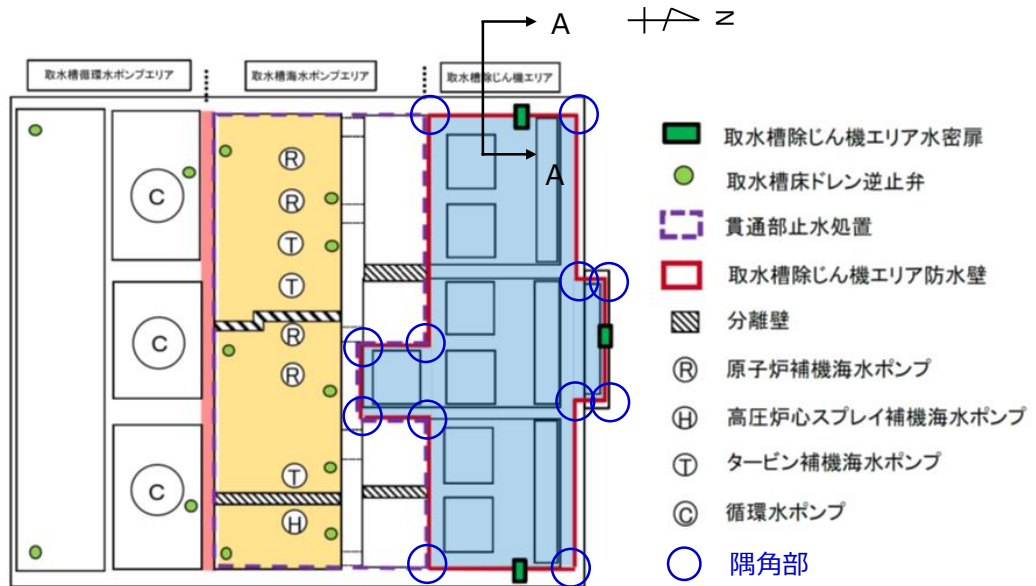 A
N
取水槽循環水ポンプエリア
取水槽海水ポンプエリア
取水槽除じん機エリア
A
C
C
C
R
R
T
T
R
R
T
H
取水槽除じん機エリア水密扉
取水槽床ドレン逆止弁
貫通部止水処置
取水槽除じん機エリア防水壁
分離壁
R 原子炉補機海水ポンプ
H 高圧炉心スプレイ補機海水ポンプ
T タービン補機海水ポンプ
C 循環水ポンプ
隅角部